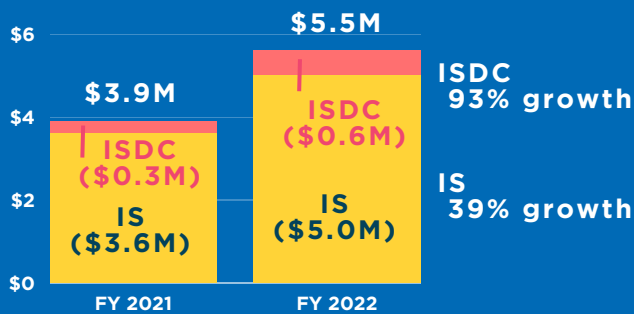 $6
$5.5M
$3.9M
ISDC
93% growth
$4
ISDC
($0.6M)
ISDC
($0.3M)
$2
IS
($3.6M)
IS
($5.0M)
IS
39% growth
$0
FY 2021
FY 2022